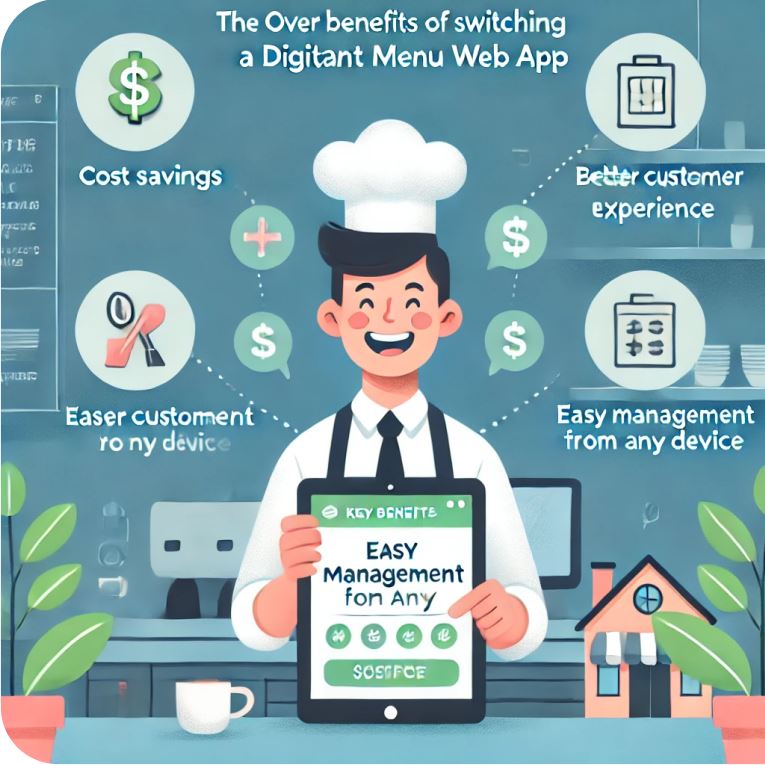 The Over benefits of switching
a Digitant Menu Web App
Cost savings
Better customer
experience
Easer customent
ro ny device
Easy management
from any device
KEY BENEFITE
EASY
Management
fon Any
SOSFPOE